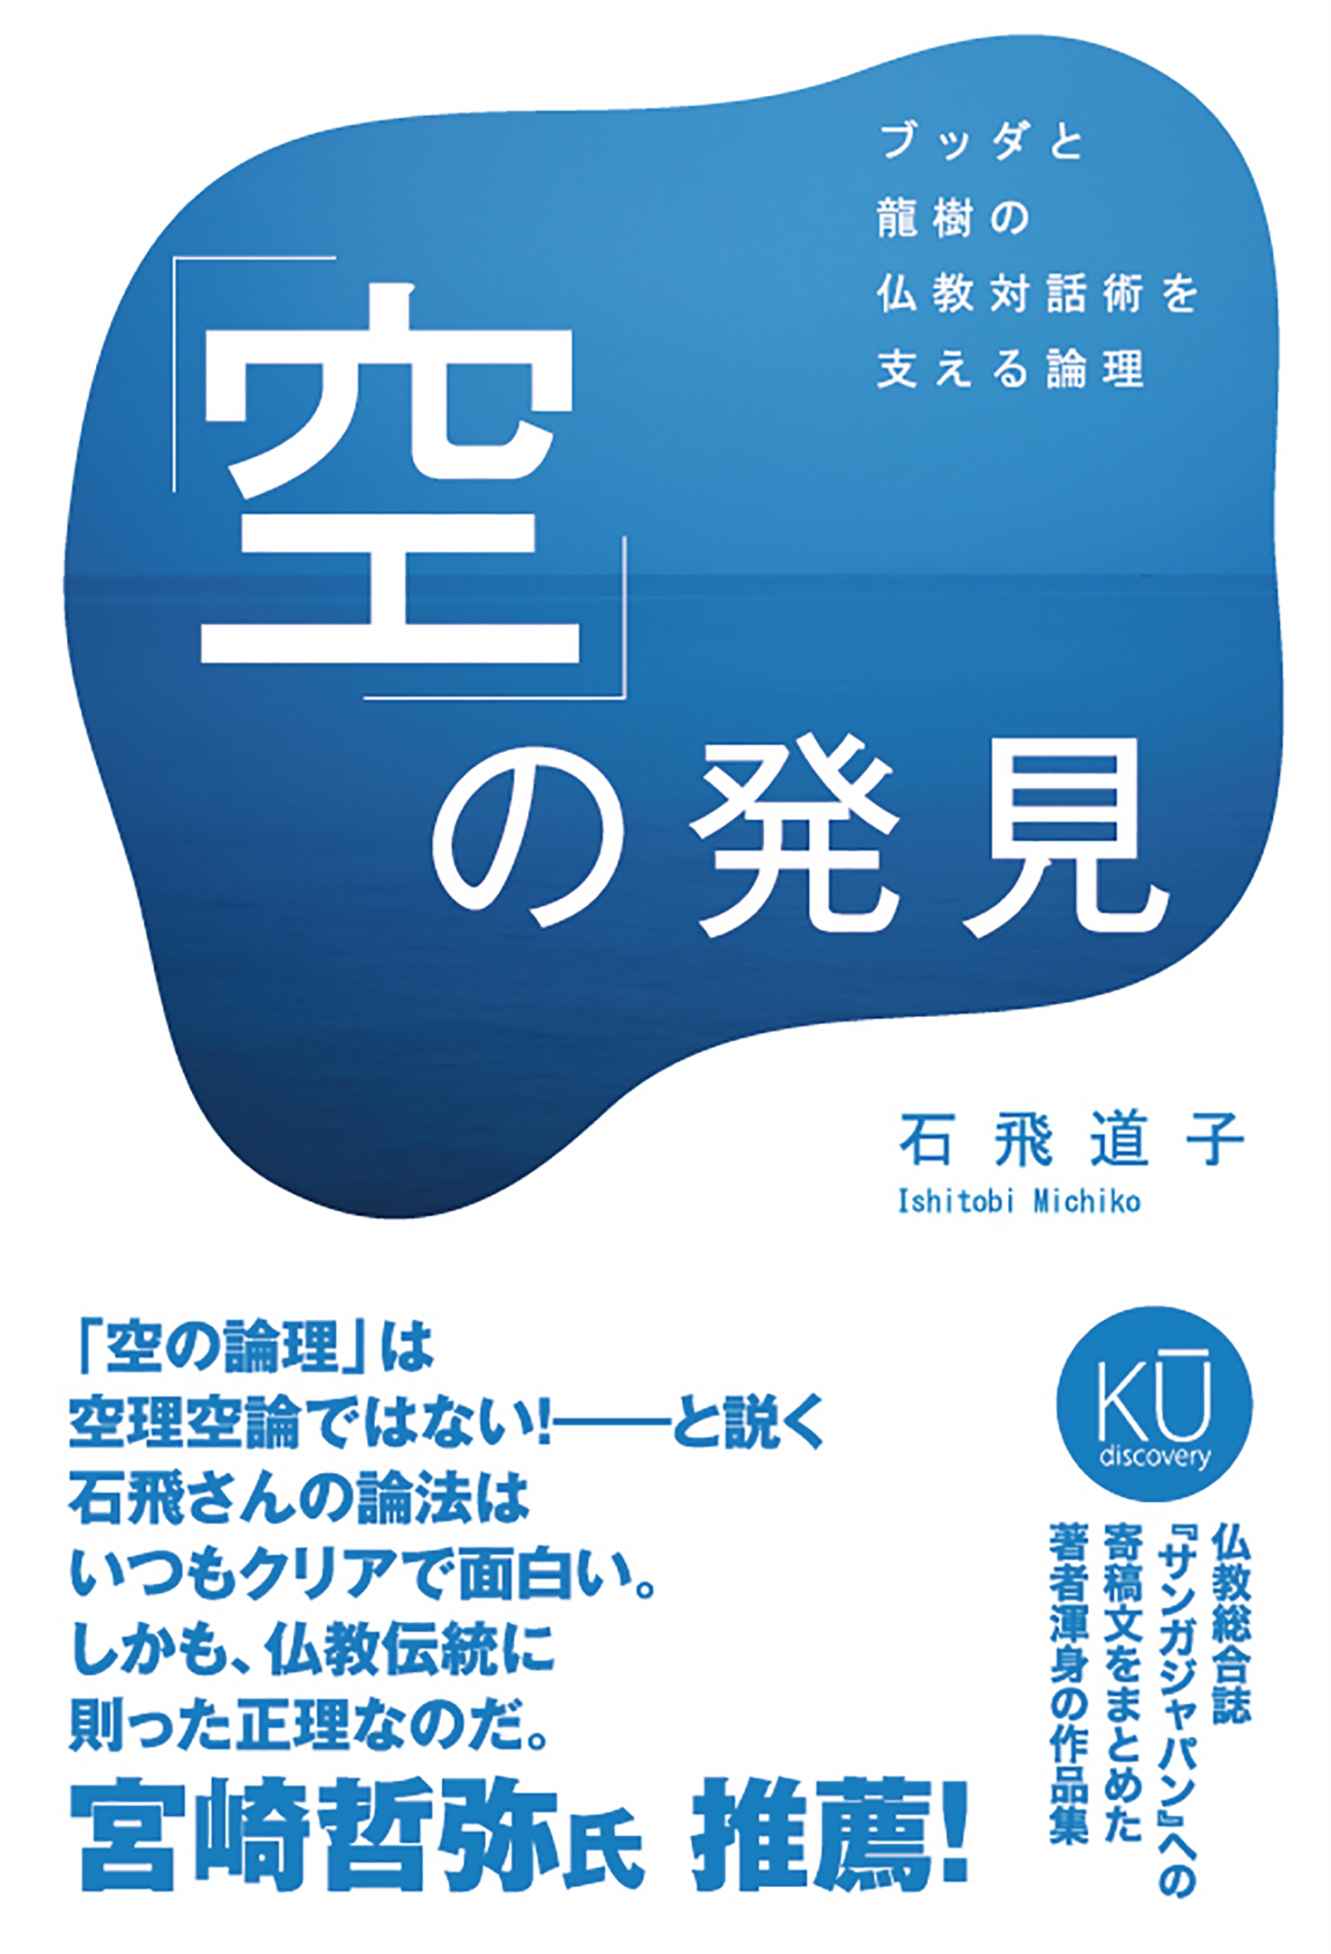 ブッダと
龍樹の
仏教対話術を
支える論理
「空」
の発見
石飛道子
Ishitobi Michiko
「空の論理」は
空理空論ではない!――と説く
石飛さんの論法は
いつもクリアで面白い。
しかも、仏教伝統に
則った正理なのだ。
宮崎哲弥氏 推薦!
KŪ
discovery
仏教総合誌
『サンガジャパン』への
寄稿文をまとめた
著者渾身の作品集